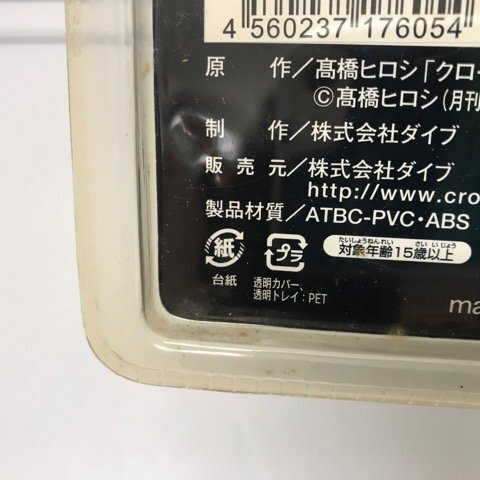 4 560237 176054
原 作／髙橋ヒロシ「クロー
©髙橋ヒロシ(月刊
制 作／株式会社ダイブ
販 売 元／株式会社ダイブ
http://www.cro
製品材質／ATBC-PVC・ABS
たいしょうねんれい さい いじょう
対象年齢15歳以上
紙 プラ
台紙 透明カバー、
透明トレイ：PET
ma